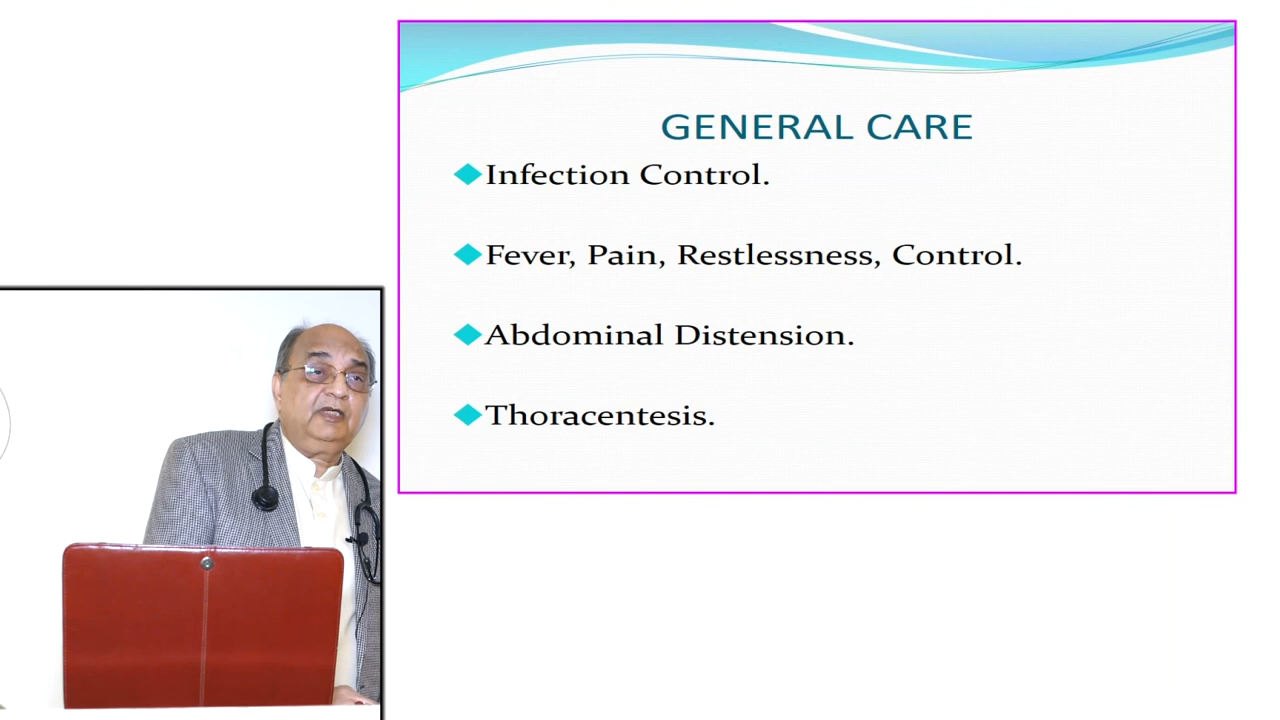 GENERAL CARE
Infection Control.
Fever, Pain, Restlessness, Control.
Abdominal Distension.
Thoracentesis.